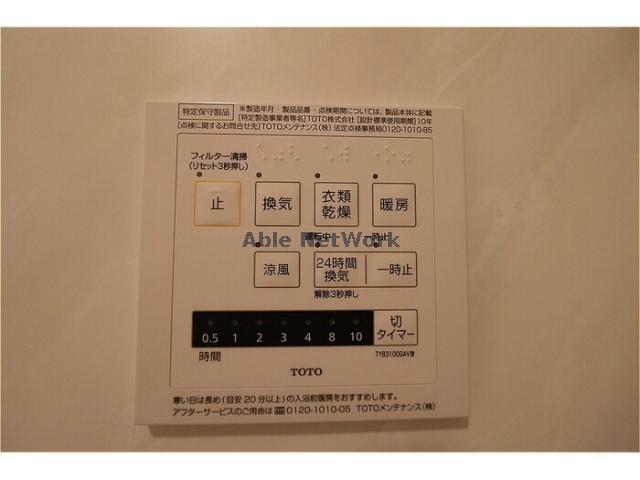 特定保守製品 ※製造年月・製品品番・点検期間については、製品本体に記載
[特定製造事業者等名] TOTO株式会社 [設計標準使用期間] 10年
[点検に関するお問合せ先] TOTOメンテナンス(株) 法定点検事務局0120-1010-85
フィルター清掃
(リセット3秒押し)
止 換気 衣類乾燥 暖房
運転中 一時止
Able NetWork
涼風 24時間換気 一時止
解除3秒押し
0.5 1 2 3 4 8 10 切タイマー
時間 TYB3100GAV型
TOTO
寒い日は長め(目安20分以上)の入浴前暖房をおすすめします。
アフターサービスのご用命は 0120-1010-05 TOTOメンテナンス(株)